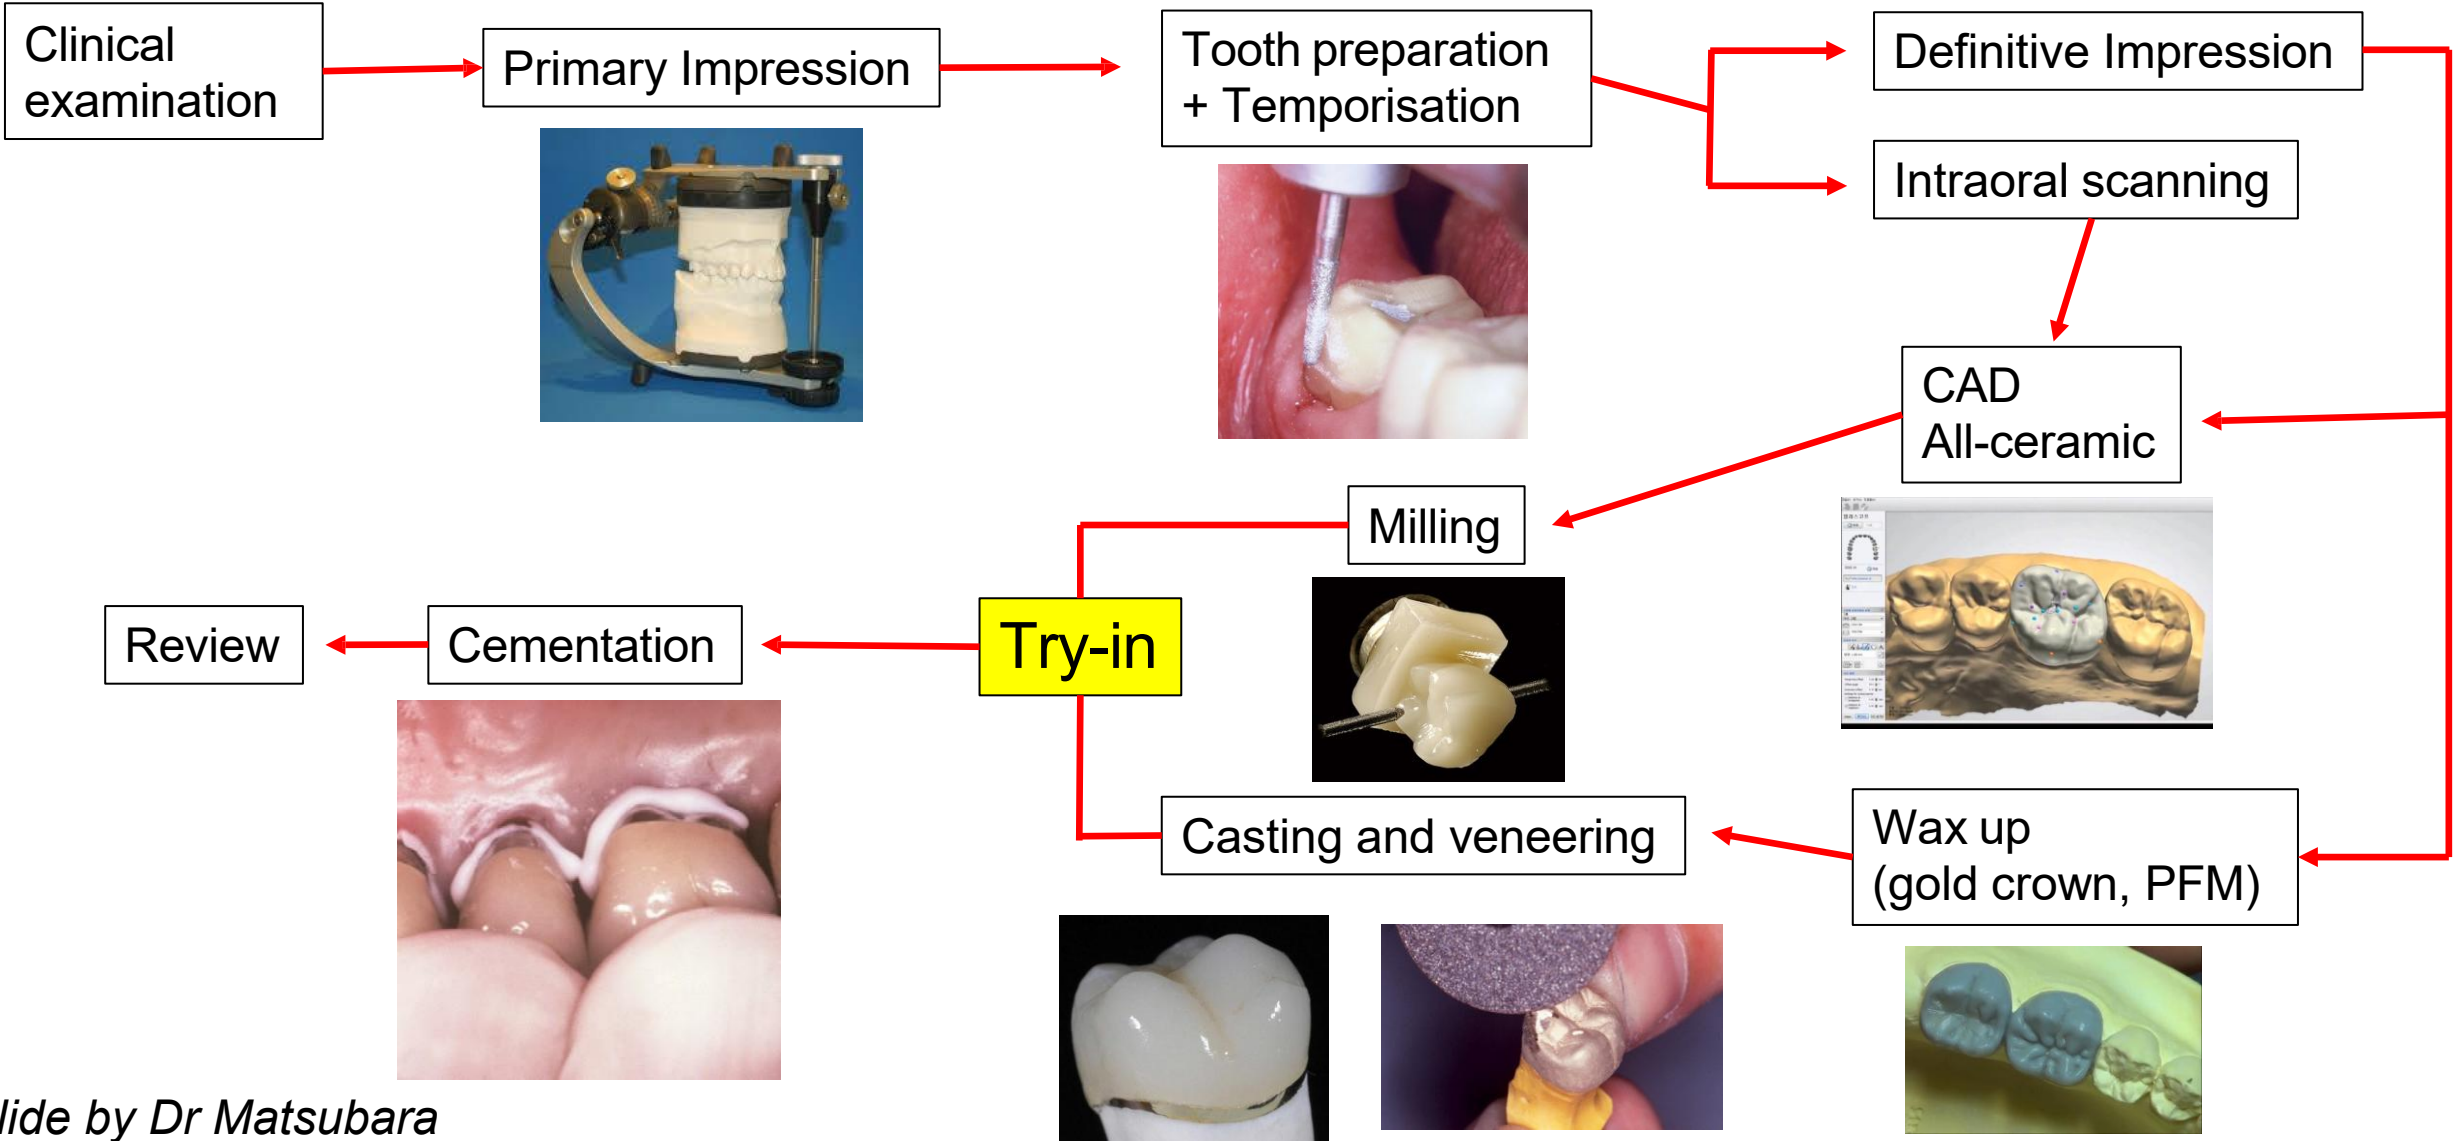 Clinical
examination
Primary Impression
Tooth preparation
+ Temporisation
Definitive Impression
Intraoral scanning
CAD
All-ceramic
Milling
Try-in
Cementation
Review
Casting and veneering
Wax up
(gold crown, PFM)
lide by Dr Matsubara